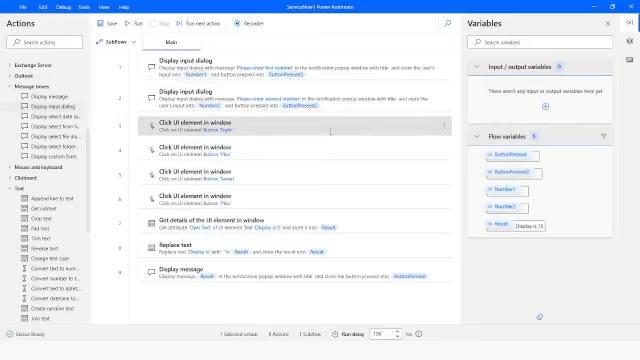 File
Edit
Debug
Tools
View
Help
ServiceNow | Power Automate
Actions
Search actions
Exchange Server
Outlook
Message boxes
Display message
Display input dialog
Display select date di...
Display select from li...
Display select file dia...
Display select folder...
Display custom form
Mouse and keyboard
Clipboard
Text
Append line to text
Get subtext
Crop text
Pad text
Trim text
Reverse text
Change text case
Convert text to num...
Convert number to t...
Convert text to datet...
Convert datetime to...
Create random text
Join text
Save
Run
Stop
Run next action
Recorder
Subflows
Main
1
Display input dialog
Display input dialog with message 'Please enter first number' in the notification popup window with title and store the user's
input into Number1 and button pressed into ButtonPressed2
2
Display input dialog
Display input dialog with message 'Please enter second number' in the notification popup window with title and store the
user's input into Number2 and button pressed into ButtonPressed2
3
Click UI element in window
Click on UI element Button 'Eight'
4
Click UI element in window
Click on UI element Button 'Plus'
5
Click UI element in window
Click on UI element Button 'Seven'
6
Click UI element in window
Click on UI element Button 'Plus'
7
Get details of the UI element in window
Get attribute 'Own Text' of UI element Text 'Display is 0' and store it into Result
8
Replace text
Replace text 'Display is' with '' in Result and store the result into Result
9
Display message
Display message Result in the notification popup window with title and store the button pressed into ButtonPressed
Variables
Search variables
Input / output variables 0
There aren't any input or output variables here yet
Flow variables 5
(x) ButtonPressed
(x) ButtonPressed2
(x) Number1
(x) Number2
(x) Result Display is 15
Status: Ready
1 Selected action
9 Actions
1 Subflow
Run delay
100
ms